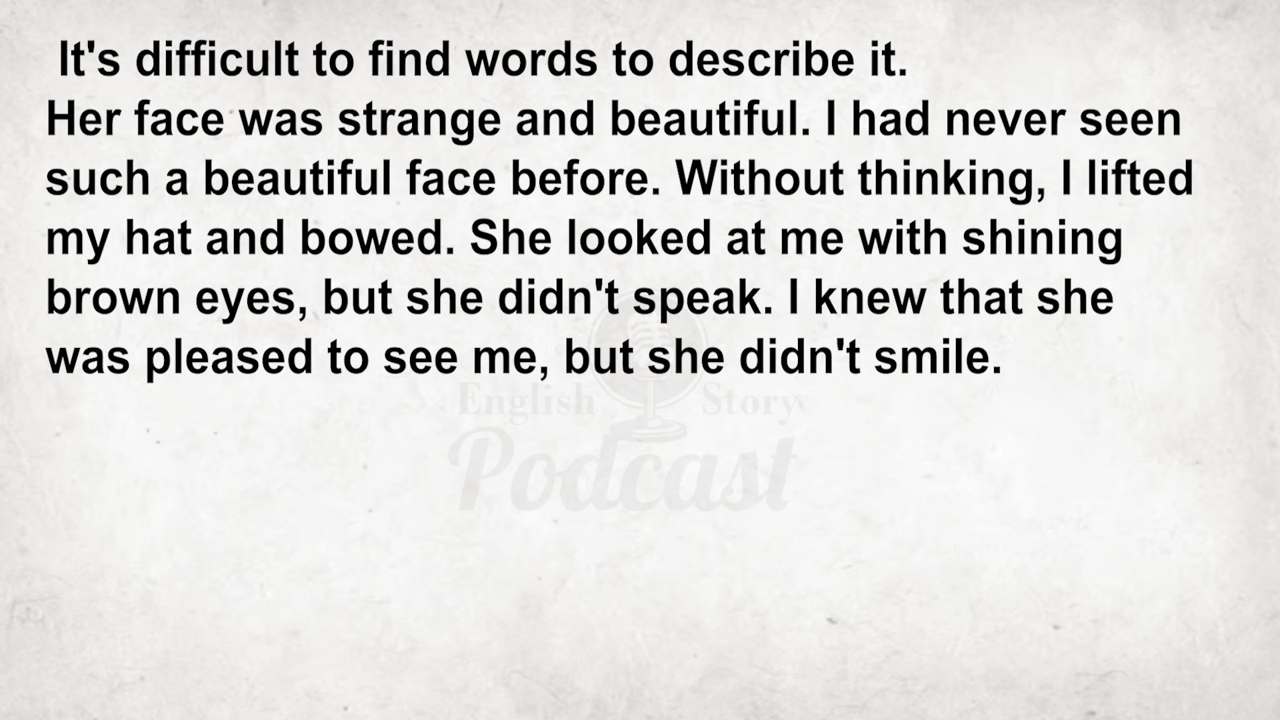 It's difficult to find words to describe it.
Her face was strange and beautiful. I had never seen
such a beautiful face before. Without thinking, I lifted
my hat and bowed. She looked at me with shining
brown eyes, but she didn't speak. I knew that she
was pleased to see me, but she didn't smile.
English Story
Podcast